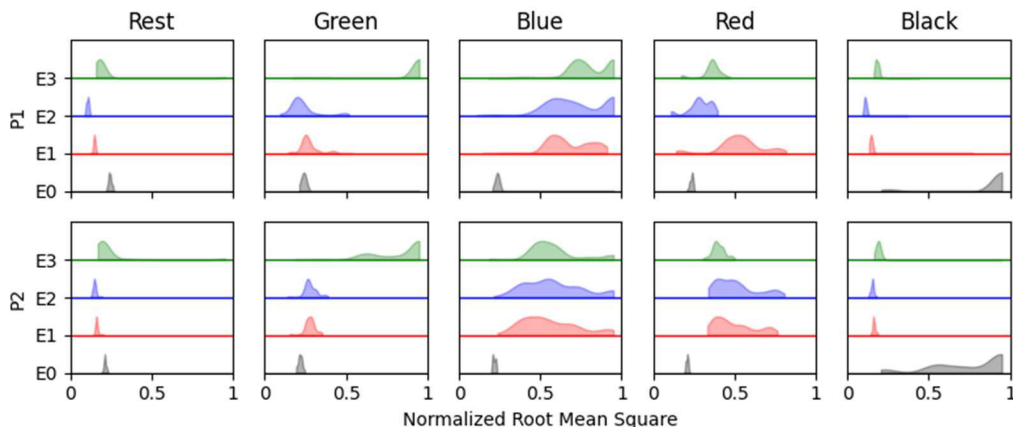 Rest Green Blue Red Black
P1
E3
E2
E1
E0
P2
E3
E2
E1
E0
0 0.5 1 0 0.5 1 0 0.5 1 0 0.5 1 0 0.5 1
Normalized Root Mean Square